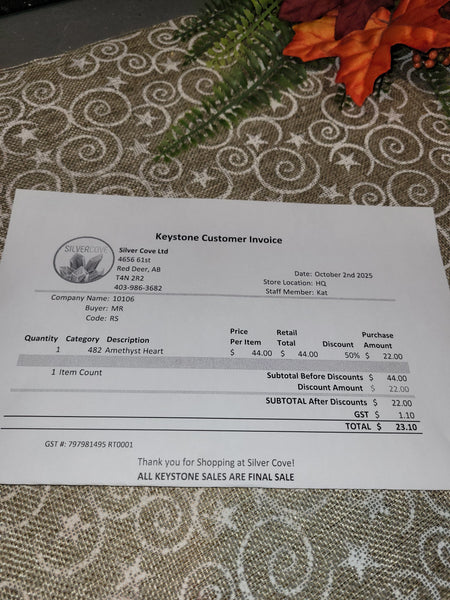 Keystone Customer Invoice
SILVERCOVE
Silver Cove Ltd
4656 61st
Red Deer, AB
T4N 2R2
403-986-3682
Date: October 2nd 2025
Store Location: HQ
Staff Member: Kat
Company Name: 10106
Buyer: MR
Code: RS
Quantity Category Description Price Per Item Retail Total Discount Purchase Amount
1 482 Amethyst Heart $ 44.00 $ 44.00 50% $ 22.00
1 Item Count
Subtotal Before Discounts $ 44.00
Discount Amount $ 22.00
SUBTOTAL After Discounts $ 22.00
GST $ 1.10
TOTAL $ 23.10
GST #: 797981495 RT0001
Thank you for Shopping at Silver Cove!
ALL KEYSTONE SALES ARE FINAL SALE